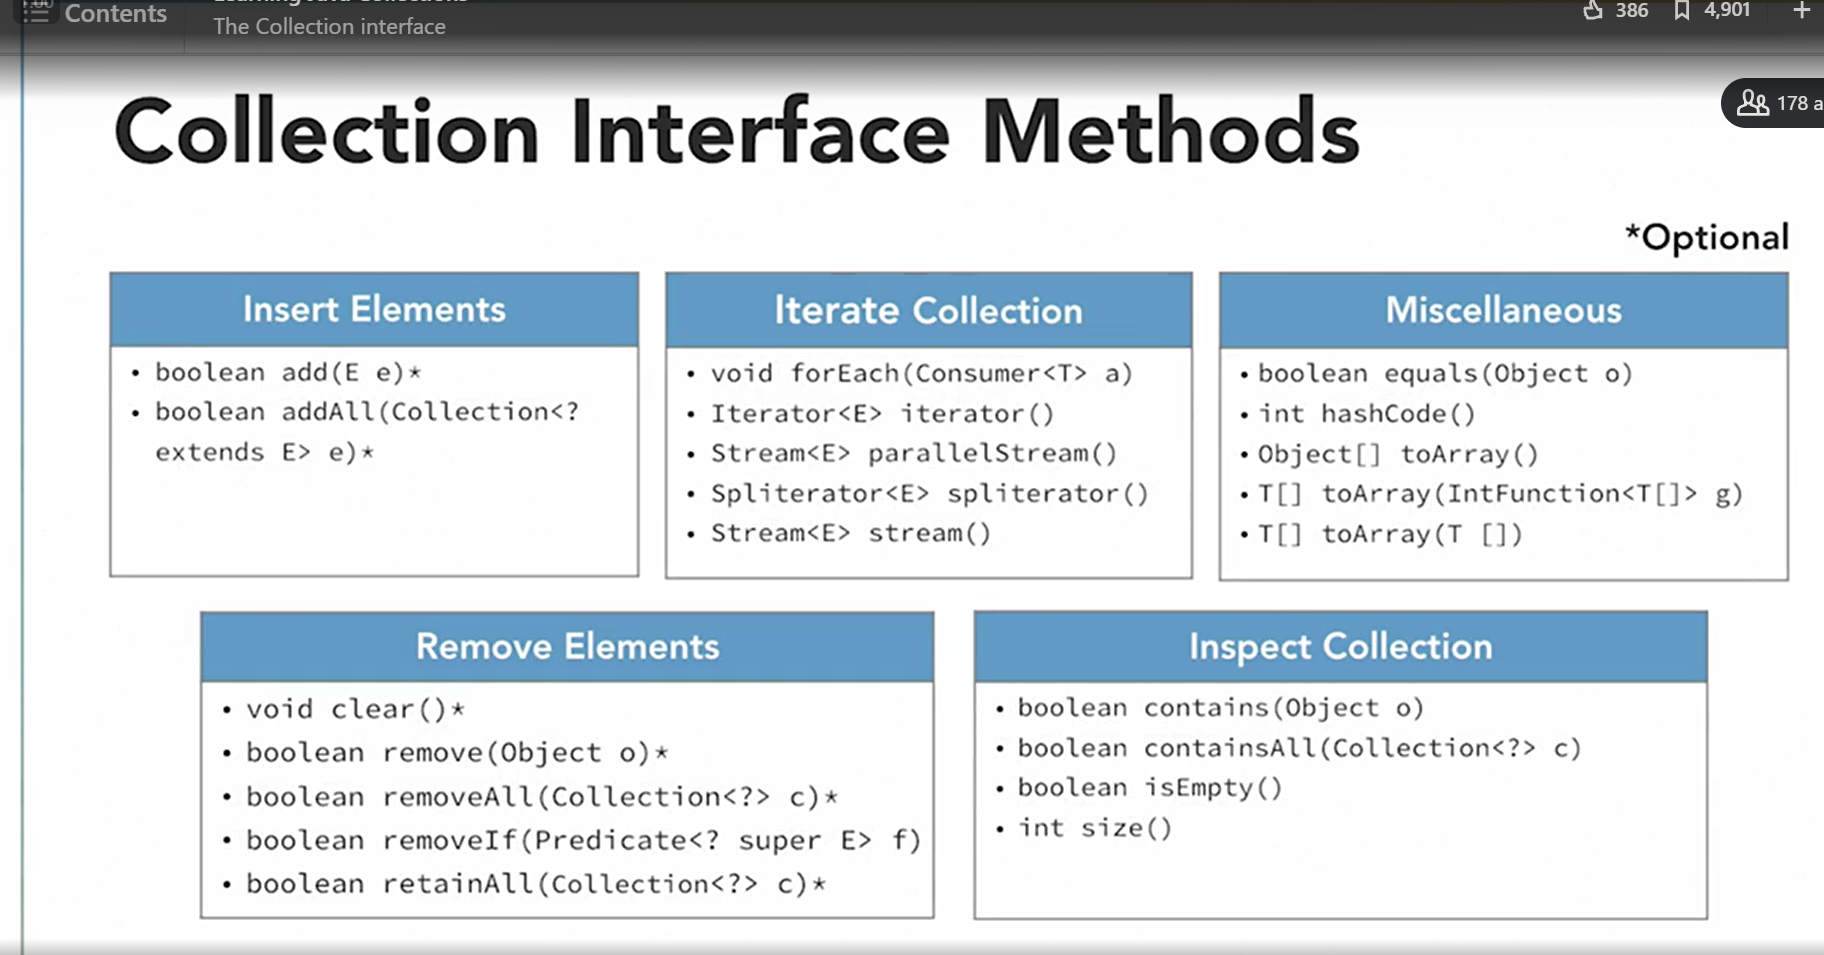 Contents
The Collection interface
386
4,901
178 a
Collection Interface Methods
*Optional
Insert Elements
• boolean add(E e)*
• boolean addAll(Collection<?
extends E> e)*
Iterate Collection
• void forEach(Consumer<T> a)
• Iterator<E> iterator()
• Stream<E> parallelStream()
• Spliterator<E> spliterator()
• Stream<E> stream()
Miscellaneous
• boolean equals(Object o)
• int hashCode()
• Object[] toArray()
• T[] toArray(IntFunction<T[]> g)
• T[] toArray(T [])
Remove Elements
• void clear()*
• boolean remove(Object o)*
• boolean removeAll(Collection<?> c)*
• boolean removeIf(Predicate<? super E> f)
• boolean retainAll(Collection<?> c)*
Inspect Collection
• boolean contains(Object o)
• boolean containsAll(Collection<?> c)
• boolean isEmpty()
• int size()